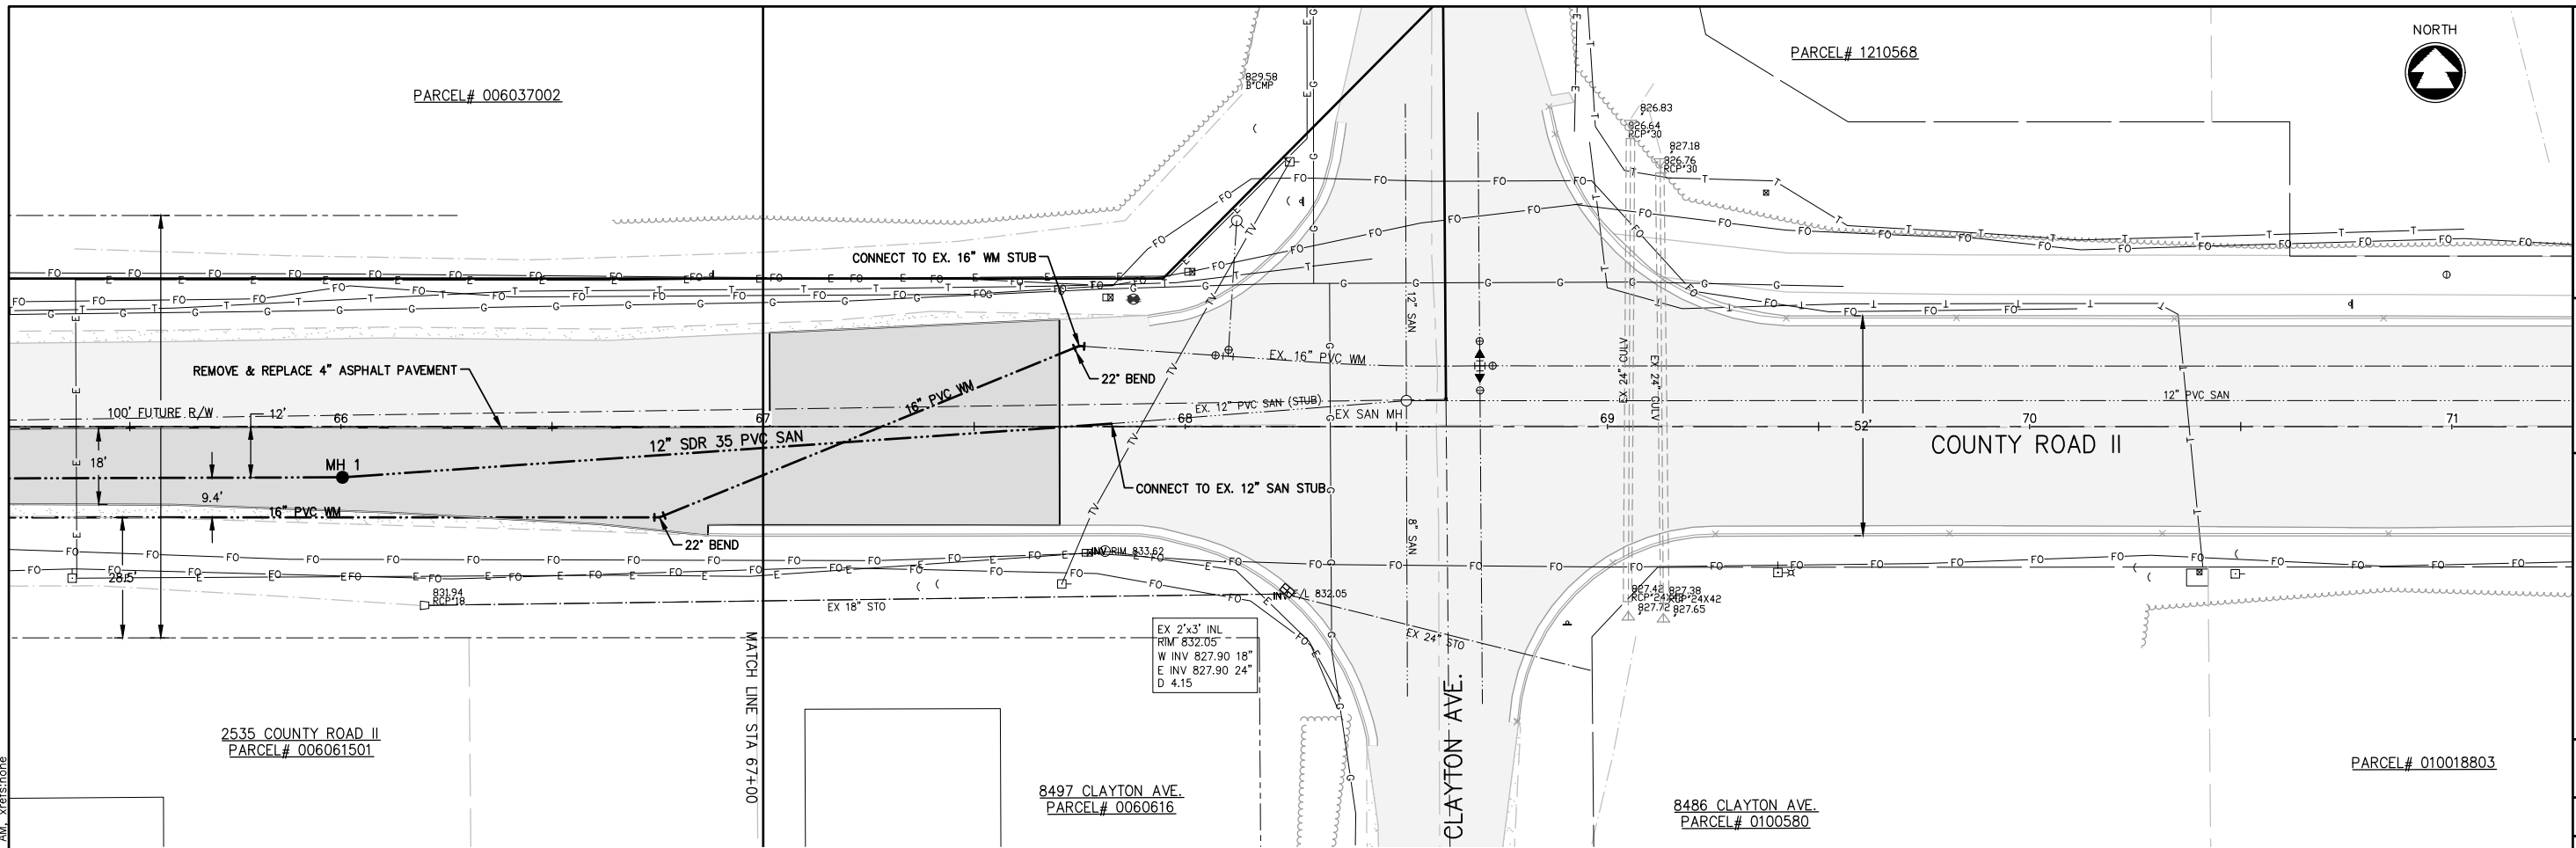 NORTH
PARCEL# 1210568
PARCEL# 006037002
829.58
8"CMP
826.83
826.64
RCP"30
827.18
826.76
RCP"30
CONNECT TO EX. 16" WM STUB
12" SAN
EX. 16" PVC WM
EX 24" CULV
EX 24" CULV
REMOVE & REPLACE 4" ASPHALT PAVEMENT
22° BEND
16" PVC WM
12" PVC SAN
100' FUTURE R/W
12'
EX. 12" PVC SAN (STUB)
EX SAN MH
66
67
68
69
70
71
52'
COUNTY ROAD II
12" SDR 35 PVC SAN
MH 1
18'
9.4'
CONNECT TO EX. 12" SAN STUB
16" PVC WM
8" SAN
22° BEND
INV RIM 833.62
28.5'
831.94
RCP"18
EX 18" STO
INV E/L 832.05
827.42
827.38
RCP"24X42
827.72
827.65
EX 24" STO
EX 2'x3' INL
RIM 832.05
W INV 827.90 18"
E INV 827.90 24"
D 4.15
MATCH LINE STA 67+00
CLAYTON AVE.
2535 COUNTY ROAD II
PARCEL# 006061501
8497 CLAYTON AVE.
PARCEL# 0060616
8486 CLAYTON AVE.
PARCEL# 0100580
PARCEL# 010018803
AM, xrefs:none